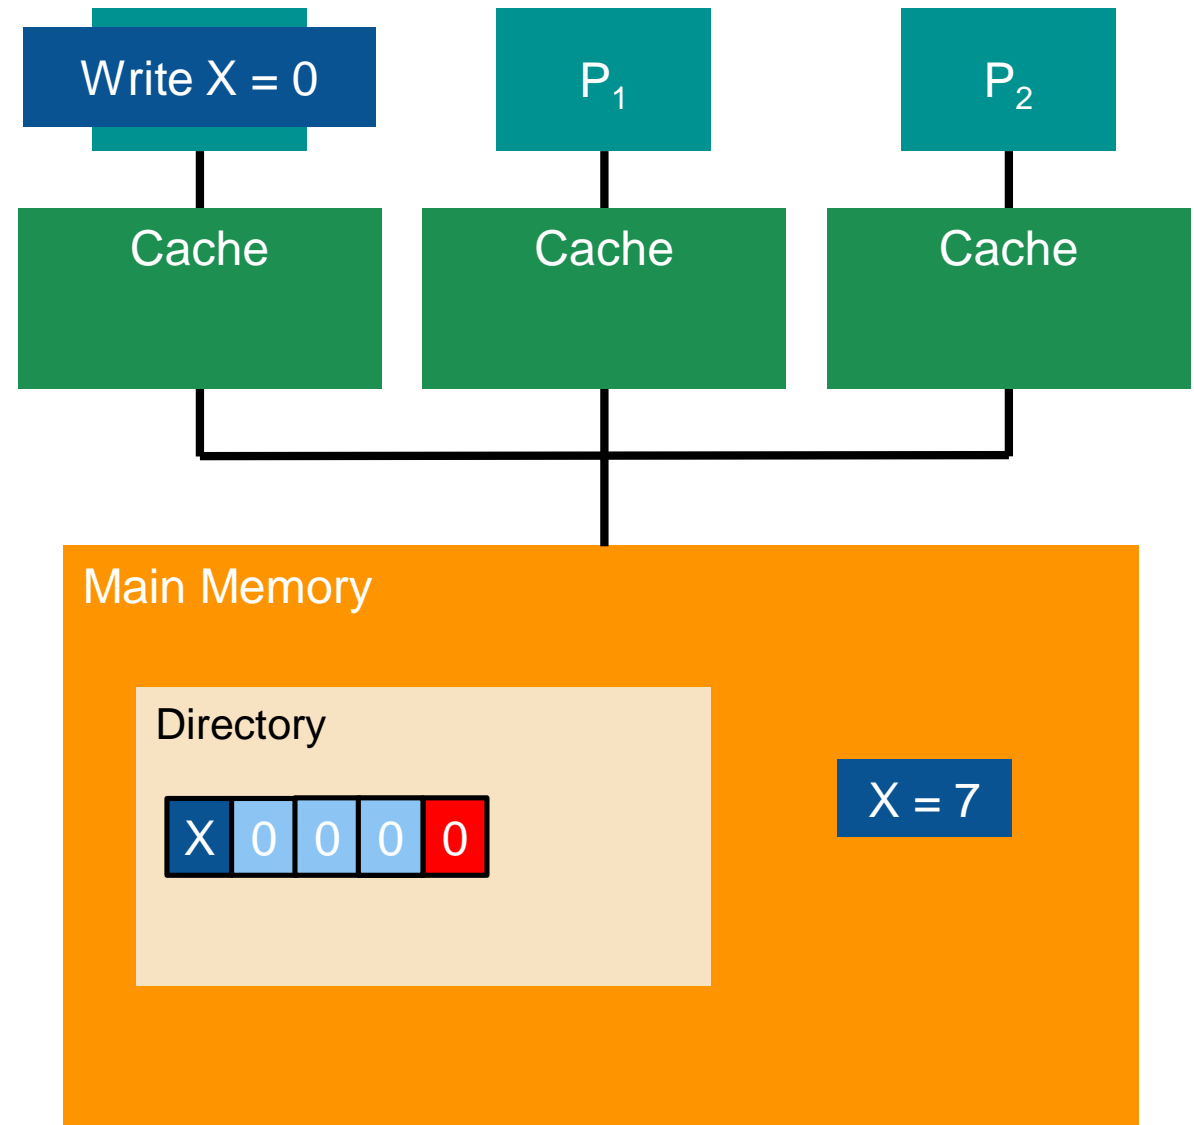 Write X = 0
P₁
P₂
Cache
Cache
Cache
Main Memory
Directory
X 0 0 0 0
X = 7